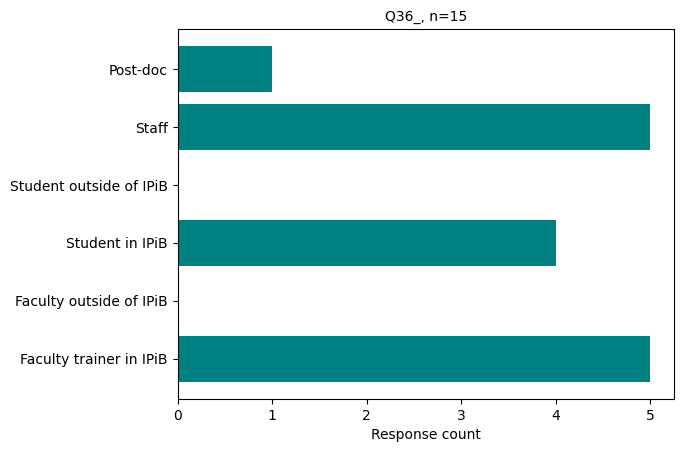 Q36_, n=15
Post-doc
Staff
Student outside of IPiB
Student in IPiB
Faculty outside of IPiB
Faculty trainer in IPiB
0 1 2 3 4 5
Response count